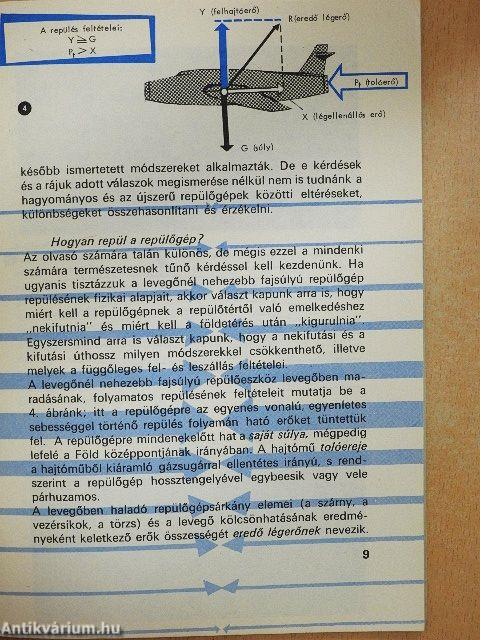 A repülés feltételei:
Y ≧ G
Pt > X
Y (felhajtóerő)
R (eredő légerő)
Pt (tolóerő)
X (légellenállós erő)
G (súly)
4
később ismertetett módszereket alkalmazták. De e kérdések
és a rájuk adott válaszok megismerése nélkül nem is tudnánk a
hagyományos és az újszerű repülőgépek közötti eltéréseket,
különbségeket összehasonlítani és érzékelni.
Hogyan repül a repülőgép?
Az olvasó számára talán különös, de mégis ezzel a mindenki
számára természetesnek tűnő kérdéssel kell kezdenünk. Ha
ugyanis tisztázzuk a levegőnél nehezebb fajsúlyú repülőgép
repülésének fizikai alapjait, akkor választ kapunk arra is, hogy
miért kell a repülőgépnek a repülőtértől való emelkedéshez
„nekifutnia" és miért kell a földetérés után „kigurulnia"
Egyszersmind arra is választ kapunk, hogy a nekifutási és a
kifutási úthossz milyen módszerekkel csökkenthető, illetve
melyek a függőleges fel- és leszállás feltételei.
A levegőnél nehezebb fajsúlyú repülőeszköz levegőben ma-
radásának, folyamatos repülésének feltételeit mutatja be a
4. ábránk; itt a repülőgépre az egyenes vonalú, egyenletes
sebességgel történő repülés folyamán ható erőket tüntettük
fel. A repülőgépre mindenekelőtt hat a saját súlya, mégpedig
lefelé a Föld középpontjának irányában. A hajtómű tolóereje
a hajtóműből kiáramló gázsugárral ellentétes irányú, s rend-
szerint a repülőgép hossztengelyével egybeesik vagy vele
párhuzamos.
A levegőben haladó repülőgépsárkány elemei (a szárny, a
vezérsíkok, a törzs) és a levegő kölcsönhatásának eredmé-
nyeként keletkező erők összességét eredő légerőnek nevezik.
9
Antikvárium.hu